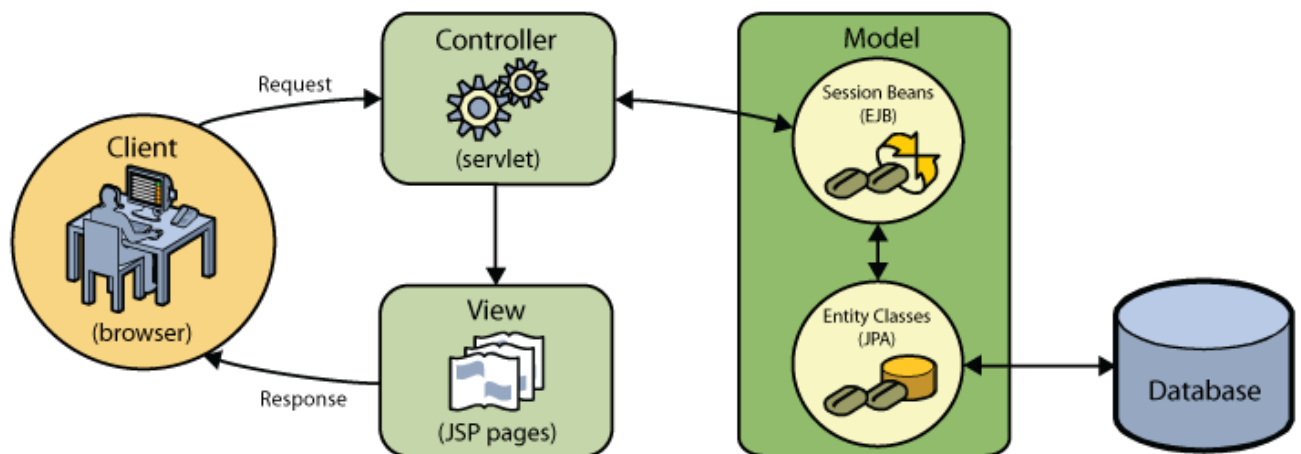 Controller
(servlet)
Model
Session Beans
(EJB)
Request
Client
(browser)
View
(JSP pages)
Response
Entity Classes
(JPA)
Database